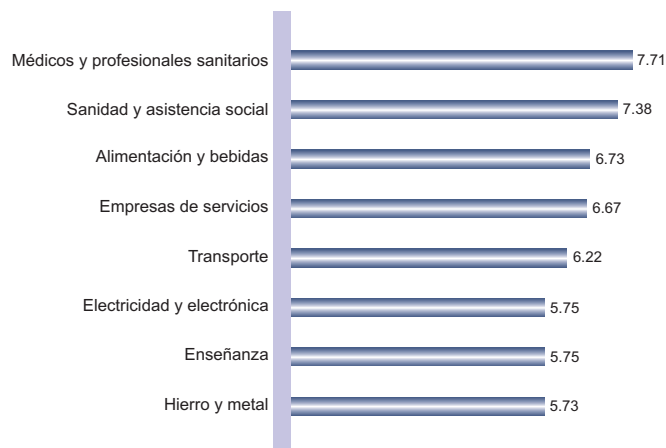 Médicos y profesionales sanitarios 7.71
Sanidad y asistencia social 7.38
Alimentación y bebidas 6.73
Empresas de servicios 6.67
Transporte 6.22
Electricidad y electrónica 5.75
Enseñanza 5.75
Hierro y metal 5.73